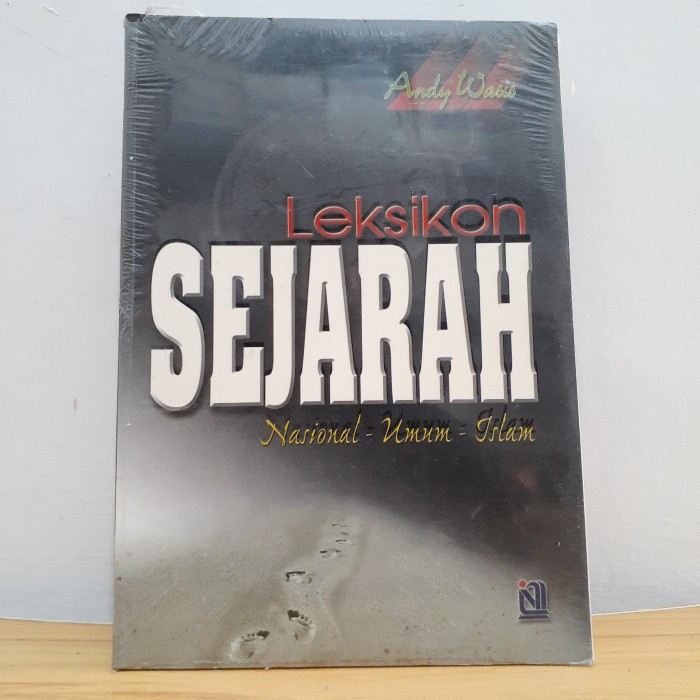 Andy Wasis
Leksikon
SEJARAH
Nasional - Umum - Islam